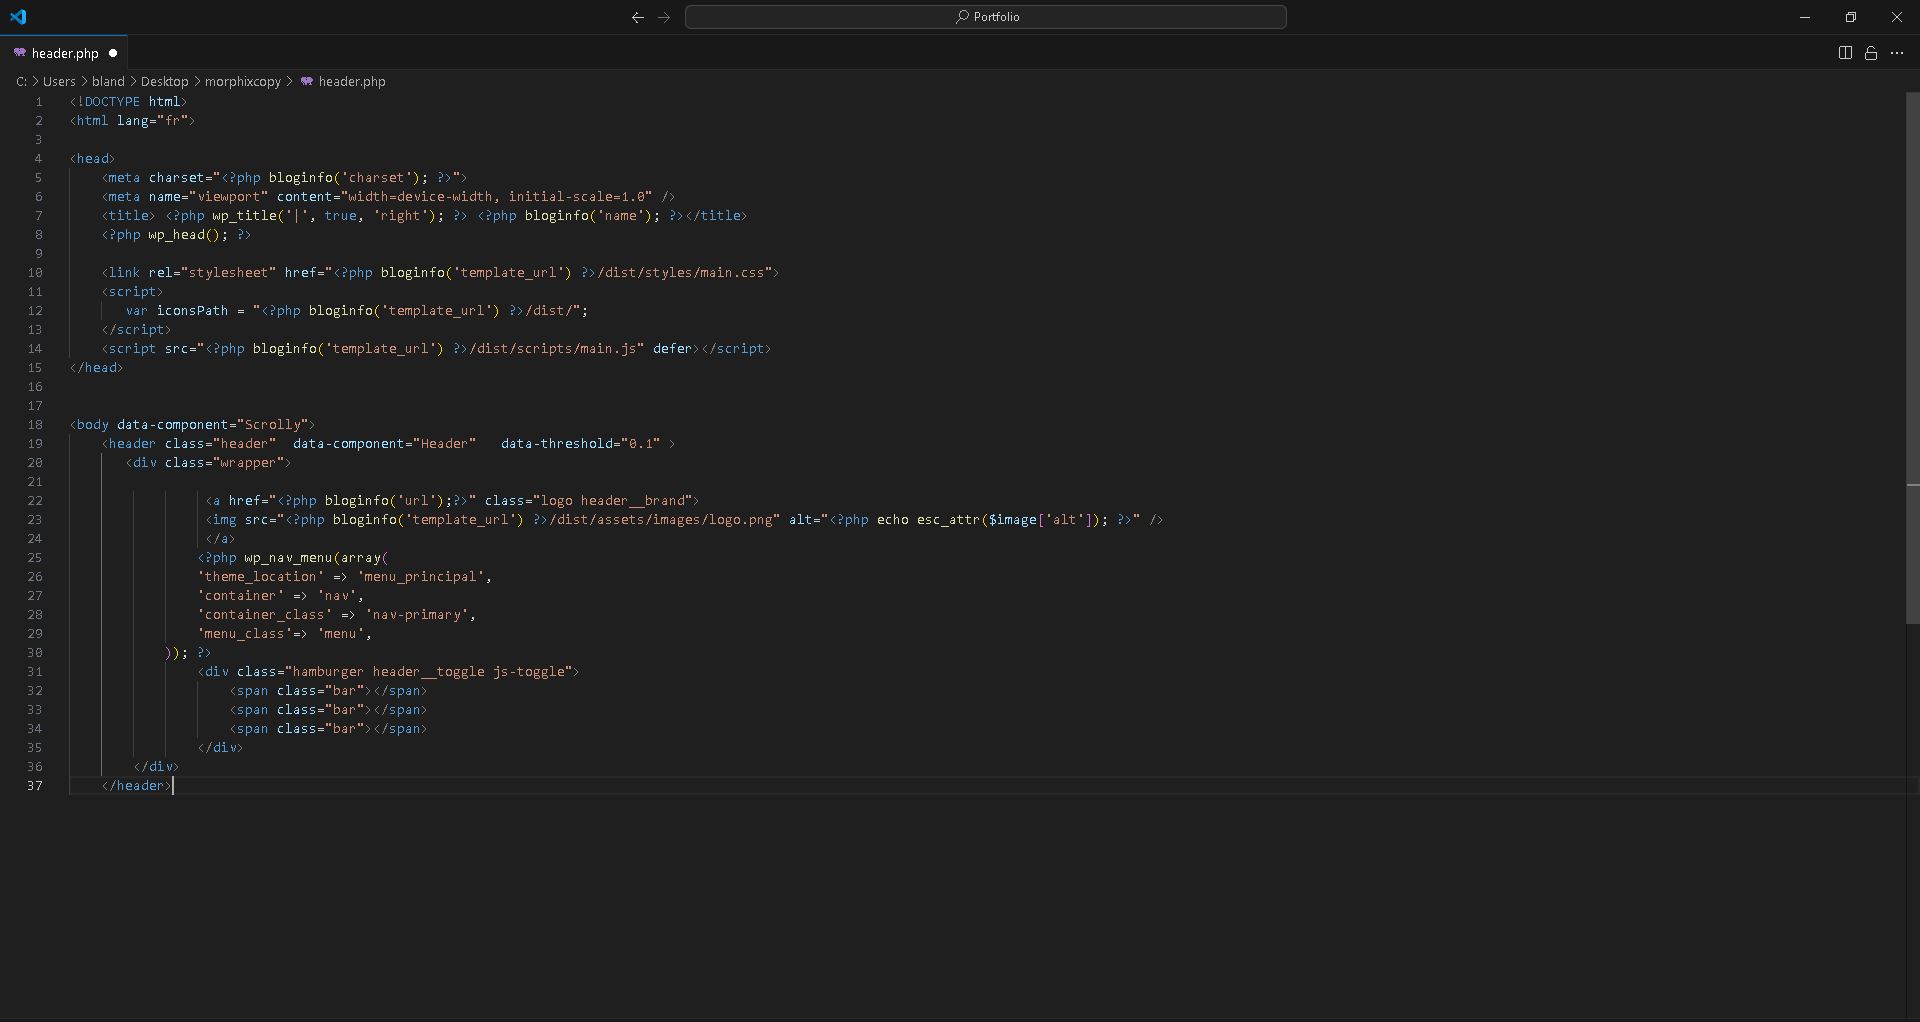 Portfolio
header.php
C: > Users > bland > Desktop > morphixcopy > header.php
1 <!DOCTYPE html>
2 <html lang="fr">
3
4 <head>
5 <meta charset="<?php bloginfo('charset'); ?>">
6 <meta name="viewport" content="width=device-width, initial-scale=1.0" />
7 <title> <?php wp_title('|', true, 'right'); ?> <?php bloginfo('name'); ?></title>
8 <?php wp_head(); ?>
9
10 <link rel="stylesheet" href="<?php bloginfo('template_url') ?>/dist/styles/main.css">
11 <script>
12 var iconsPath = "<?php bloginfo('template_url') ?>/dist/";
13 </script>
14 <script src="<?php bloginfo('template_url') ?>/dist/scripts/main.js" defer></script>
15 </head>
16
17
18 <body data-component="Scrolly">
19 <header class="header"  data-component="Header"   data-threshold="0.1" >
20 <div class="wrapper">
21
22 <a href="<?php bloginfo('url');?>" class="logo header__brand">
23 <img src="<?php bloginfo('template_url') ?>/dist/assets/images/logo.png" alt="<?php echo esc_attr($image['alt']); ?>" />
24 </a>
25 <?php wp_nav_menu(array(
26 'theme_location' => 'menu_principal',
27 'container' => 'nav',
28 'container_class' => 'nav-primary',
29 'menu_class'=> 'menu',
30 )); ?>
31 <div class="hamburger header__toggle js-toggle">
32 <span class="bar"></span>
33 <span class="bar"></span>
34 <span class="bar"></span>
35 </div>
36 </div>
37 </header>